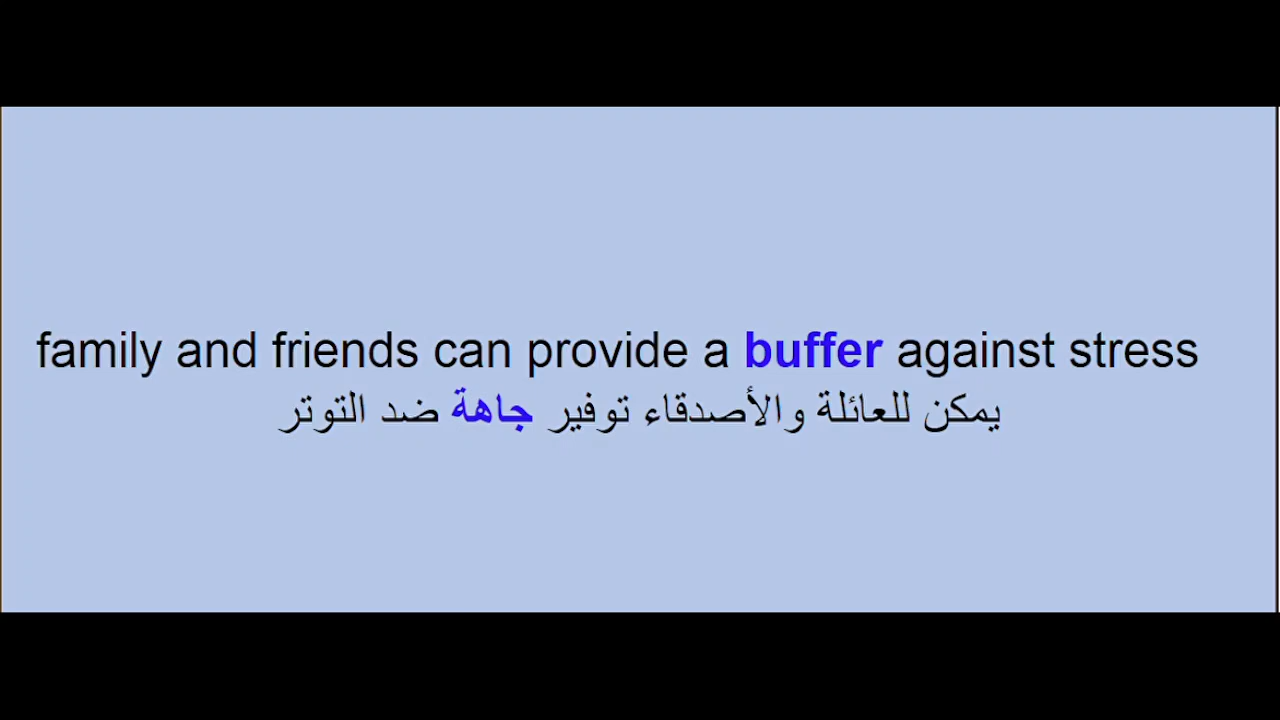 family and friends can provide a buffer against stress
يمكن للعائلة والأصدقاء توفير جاهة ضد التوتر